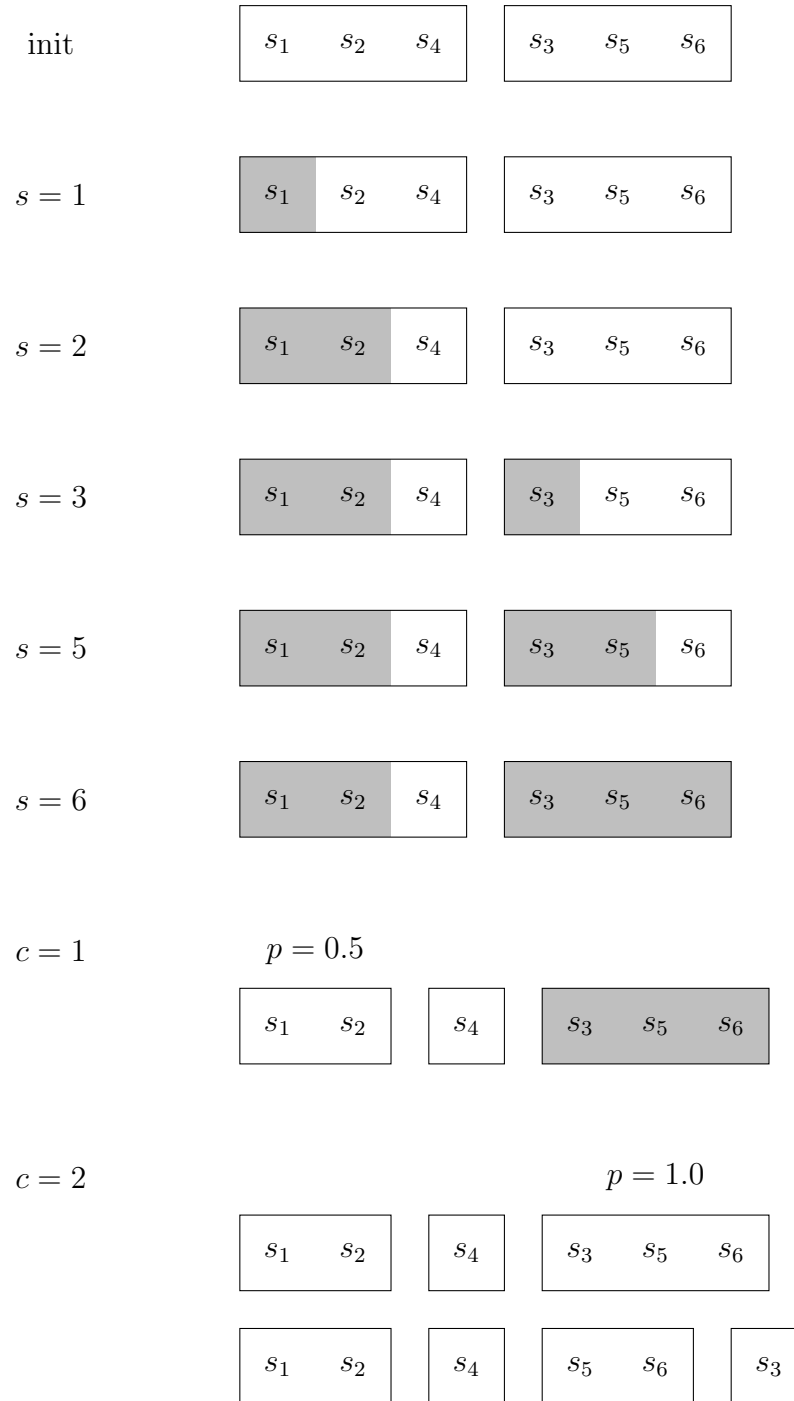 init s₁ s₂ s₄ s₃ s₅ s₆
s = 1 s₁ s₂ s₄ s₃ s₅ s₆
s = 2 s₁ s₂ s₄ s₃ s₅ s₆
s = 3 s₁ s₂ s₄ s₃ s₅ s₆
s = 5 s₁ s₂ s₄ s₃ s₅ s₆
s = 6 s₁ s₂ s₄ s₃ s₅ s₆
c = 1 p = 0.5
s₁ s₂ s₄ s₃ s₅ s₆
c = 2 p = 1.0
s₁ s₂ s₄ s₃ s₅ s₆
s₁ s₂ s₄ s₅ s₆ s₃